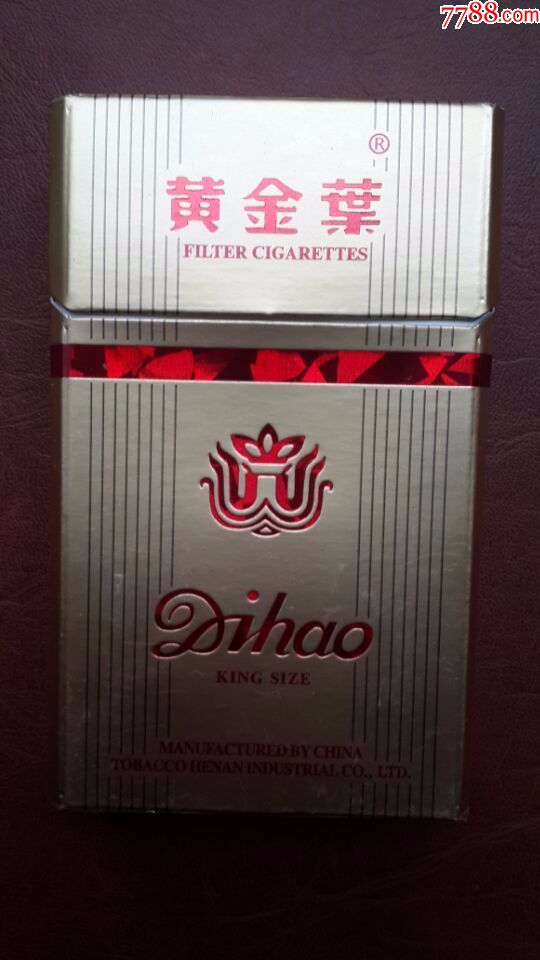 7788.com
®
黄金葉
FILTER CIGARETTES
Dihao
KING SIZE
MANUFACTURED BY CHINA
TOBACCO HENAN INDUSTRIAL CO., LTD.